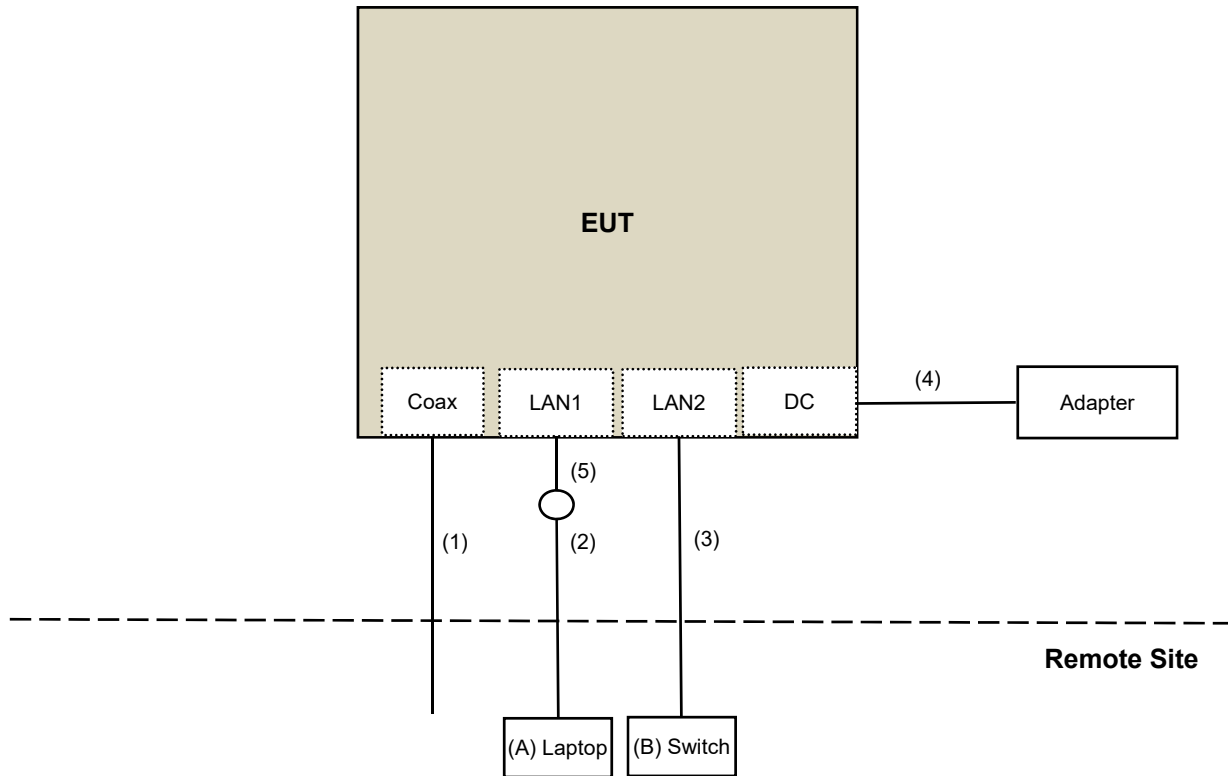 EUT
Coax
LAN1
LAN2
DC
(4)
Adapter
(5)
(1)
(2)
(3)
Remote Site
(A) Laptop
(B) Switch